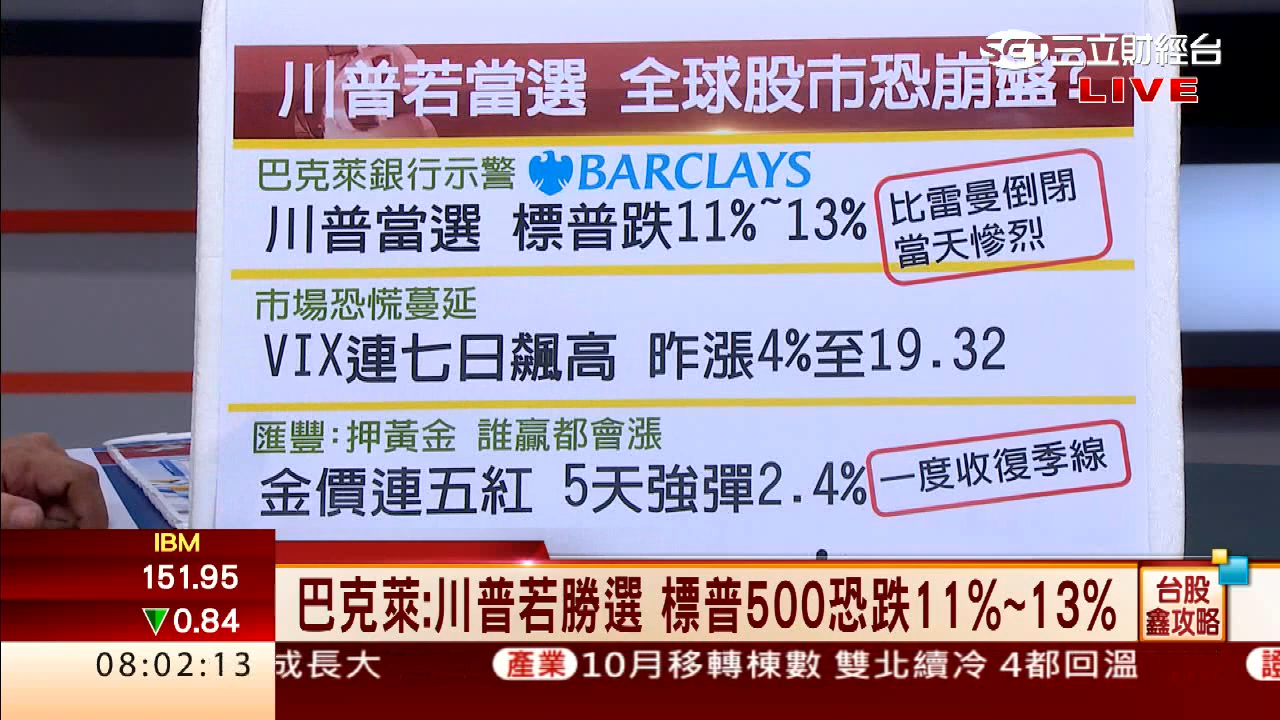 SET 三立財經台
LIVE
川普若當選 全球股市恐崩盤?
巴克萊銀行示警 BARCLAYS
川普當選 標普跌11%~13%
比雷曼倒閉
當天慘烈
市場恐慌蔓延
VIX連七日飆高 昨漲4%至19.32
匯豐:押黃金 誰贏都會漲
金價連五紅 5天強彈2.4%
一度收復季線
IBM
151.95
▼0.84
巴克萊:川普若勝選 標普500恐跌11%~13%
台股
鑫攻略
08:02:13
成長大 產業 10月移轉棟數 雙北續冷 4都回溫